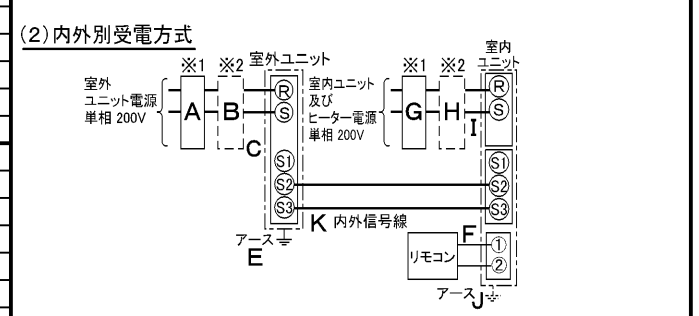 (2)内外別受電方式
※1
※2
室外ユニット
室外
ユニット電源
単相 200V
A
B
C
R
S
S1
S2
S3
アース
E
※1
※2
室内
ユニット
室内ユニット
及び
ヒーター電源
単相 200V
G
H
I
R
S
S1
S2
S3
K 内外信号線
リモコン
F
1
2
アース
J